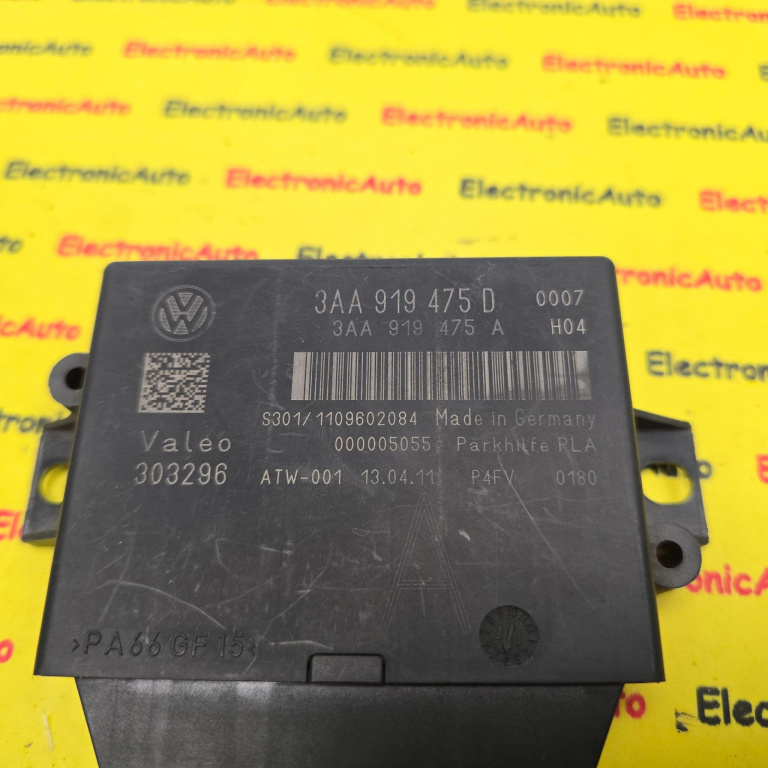 ElectronicAuto ElectronicAuto
ElectronicAuto ElectronicAuto
ElectronicAuto ElectronicAuto
ElectronicAuto ElectronicAuto
ElectronicAuto
3AA 919 475 D 0007
3AA 919 475 A H04
S301/1109602084 Made in Germany
Valeo 000005055 Parkhilfe PLA
303296 ATW-001 13.04.11 P4FV 0180
A
>PA66 GF15<